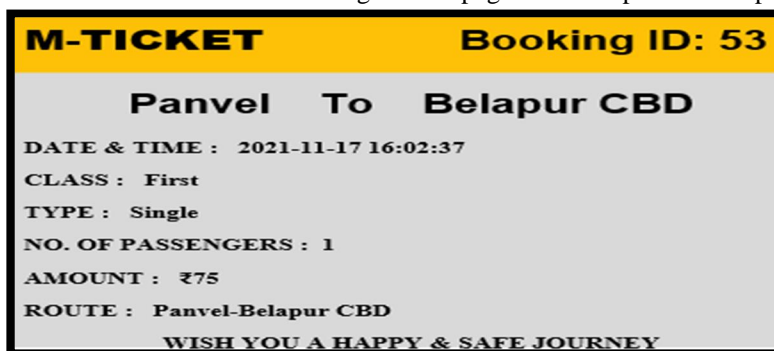 M-TICKET Booking ID: 53
Panvel To Belapur CBD
DATE & TIME : 2021-11-17 16:02:37
CLASS : First
TYPE : Single
NO. OF PASSENGERS : 1
AMOUNT : ₹75
ROUTE : Panvel-Belapur CBD
WISH YOU A HAPPY & SAFE JOURNEY